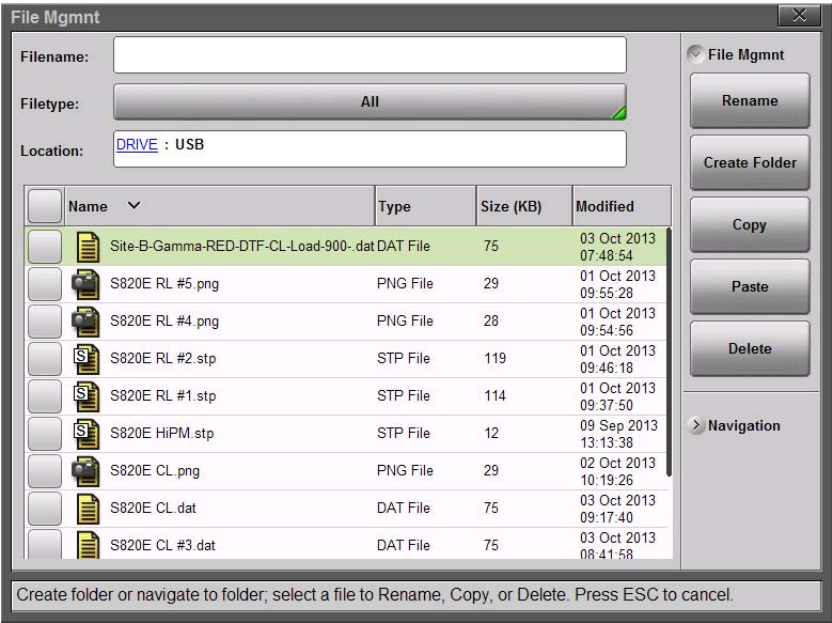 File Mgmnt
Filename:
Filetype: All
Location: DRIVE : USB
Name Type Size (KB) Modified
Site-B-Gamma-RED-DTF-CL-Load-900-.dat DAT File 75 03 Oct 2013 07:48:54
S820E RL #5.png PNG File 29 01 Oct 2013 09:55:28
S820E RL #4.png PNG File 28 01 Oct 2013 09:54:56
S820E RL #2.stp STP File 119 01 Oct 2013 09:46:18
S820E RL #1.stp STP File 114 01 Oct 2013 09:37:50
S820E HiPM.stp STP File 12 09 Sep 2013 13:13:38
S820E CL.png PNG File 29 02 Oct 2013 10:19:26
S820E CL.dat DAT File 75 03 Oct 2013 09:17:40
S820E CL #3.dat DAT File 75 03 Oct 2013 08:41:58
File Mgmnt
Rename
Create Folder
Copy
Paste
Delete
Navigation
Create folder or navigate to folder; select a file to Rename, Copy, or Delete. Press ESC to cancel.